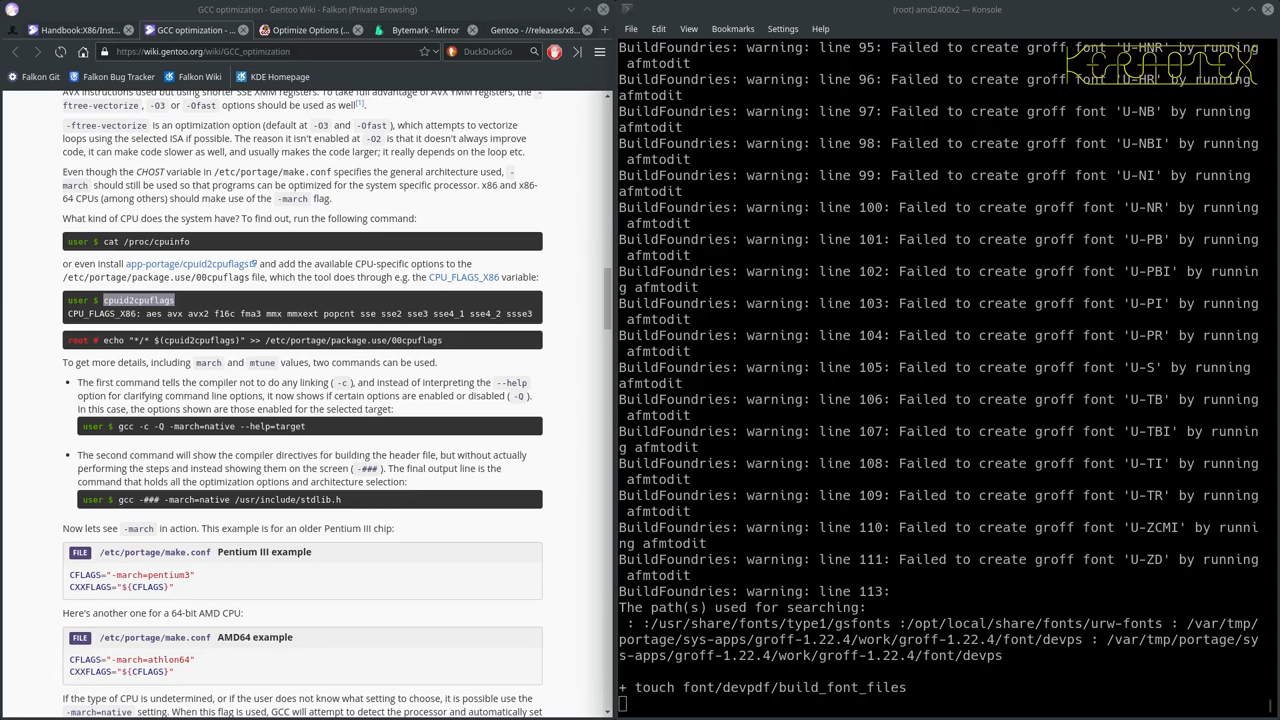 GCC optimization - Gentoo Wiki - Falkon (Private Browsing)
Handbook:X86/Inst...
GCC optimization - ...
Optimize Options (...
Bytemark - Mirror
Gentoo - //releases/x8...
https://wiki.gentoo.org/wiki/GCC_optimization
DuckDuckGo
Falkon Git
Falkon Bug Tracker
Falkon Wiki
KDE Homepage
AVX instructions used but using shorter SSE XMM registers. To take full advantage of AVX YMM registers, the -
ftree-vectorize, -O3 or -Ofast options should be used as well[1].
-ftree-vectorize is an optimization option (default at -O3 and -Ofast), which attempts to vectorize
loops using the selected ISA if possible. The reason it isn't enabled at -O2 is that it doesn't always improve
code, it can make code slower as well, and usually makes the code larger; it really depends on the loop etc.
Even though the CHOST variable in /etc/portage/make.conf specifies the general architecture used, -
march should still be used so that programs can be optimized for the system specific processor. x86 and x86-
64 CPUs (among others) should make use of the -march flag.
What kind of CPU does the system have? To find out, run the following command:
user $ cat /proc/cpuinfo
or even install app-portage/cpuid2cpuflags and add the available CPU-specific options to the
/etc/portage/package.use/00cpuflags file, which the tool does through e.g. the CPU_FLAGS_X86 variable:
user $ cpuid2cpuflags
CPU_FLAGS_X86: aes avx avx2 f16c fma3 mmx mmxext popcnt sse sse2 sse3 sse4_1 sse4_2 ssse3
root # echo "*/* $(cpuid2cpuflags)" >> /etc/portage/package.use/00cpuflags
To get more details, including march and mtune values, two commands can be used.
• The first command tells the compiler not to do any linking (-c), and instead of interpreting the --help
option for clarifying command line options, it now shows if certain options are enabled or disabled (-Q).
In this case, the options shown are those enabled for the selected target:
user $ gcc -c -Q -march=native --help=target
• The second command will show the compiler directives for building the header file, but without actually
performing the steps and instead showing them on the screen (-###). The final output line is the
command that holds all the optimization options and architecture selection:
user $ gcc -### -march=native /usr/include/stdlib.h
Now lets see -march in action. This example is for an older Pentium III chip:
FILE /etc/portage/make.conf Pentium III example
CFLAGS="-march=pentium3"
CXXFLAGS="${CFLAGS}"
Here's another one for a 64-bit AMD CPU:
FILE /etc/portage/make.conf AMD64 example
CFLAGS="-march=athlon64"
CXXFLAGS="${CFLAGS}"
If the type of CPU is undetermined, or if the user does not know what setting to choose, it is possible use the
-march=native setting. When this flag is used, GCC will attempt to detect the processor and automatically set
(root) amd2400x2 — Konsole
File Edit View Bookmarks Settings Help
BuildFoundries: warning: line 95: Failed to create groff font 'U-HNR' by running
afmtodit
BuildFoundries: warning: line 96: Failed to create groff font 'U-HR' by running
afmtodit
BuildFoundries: warning: line 97: Failed to create groff font 'U-NB' by running
afmtodit
BuildFoundries: warning: line 98: Failed to create groff font 'U-NBI' by running
afmtodit
BuildFoundries: warning: line 99: Failed to create groff font 'U-NI' by running
afmtodit
BuildFoundries: warning: line 100: Failed to create groff font 'U-NR' by running
afmtodit
BuildFoundries: warning: line 101: Failed to create groff font 'U-PB' by running
afmtodit
BuildFoundries: warning: line 102: Failed to create groff font 'U-PBI' by runnin
g afmtodit
BuildFoundries: warning: line 103: Failed to create groff font 'U-PI' by running
afmtodit
BuildFoundries: warning: line 104: Failed to create groff font 'U-PR' by running
afmtodit
BuildFoundries: warning: line 105: Failed to create groff font 'U-S' by running
afmtodit
BuildFoundries: warning: line 106: Failed to create groff font 'U-TB' by running
afmtodit
BuildFoundries: warning: line 107: Failed to create groff font 'U-TBI' by runnin
g afmtodit
BuildFoundries: warning: line 108: Failed to create groff font 'U-TI' by running
afmtodit
BuildFoundries: warning: line 109: Failed to create groff font 'U-TR' by running
afmtodit
BuildFoundries: warning: line 110: Failed to create groff font 'U-ZCMI' by runni
ng afmtodit
BuildFoundries: warning: line 111: Failed to create groff font 'U-ZD' by running
afmtodit
BuildFoundries: warning: line 113:
The path(s) used for searching:
: :/usr/share/fonts/type1/gsfonts :/opt/local/share/fonts/urw-fonts : /var/tmp/
portage/sys-apps/groff-1.22.4/work/groff-1.22.4/font/devps : /var/tmp/portage/sy
s-apps/groff-1.22.4/work/groff-1.22.4/font/devps
+ touch font/devpdf/build_font_files